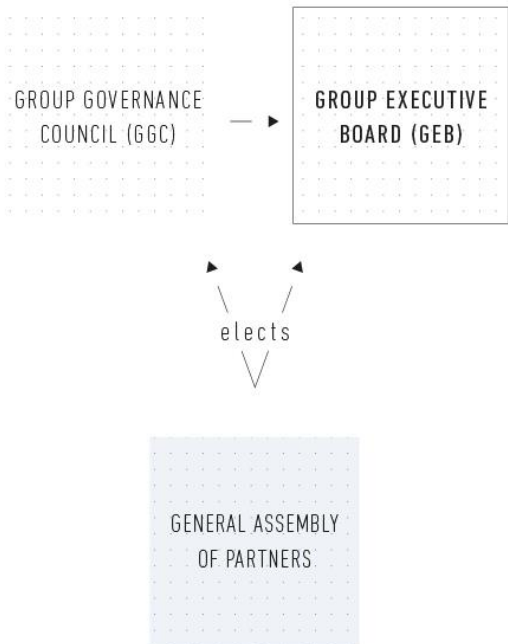 GROUP GOVERNANCE
COUNCIL (GGC)
GROUP EXECUTIVE
BOARD (GEB)
elects
GENERAL ASSEMBLY
OF PARTNERS